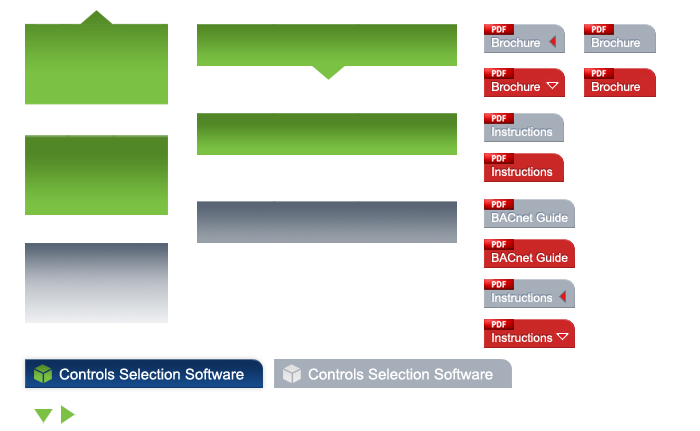 PDF
Brochure
PDF
Brochure
PDF
Brochure
PDF
Brochure
PDF
Instructions
PDF
Instructions
PDF
BACnet Guide
PDF
BACnet Guide
PDF
Instructions
PDF
Instructions
Controls Selection Software
Controls Selection Software